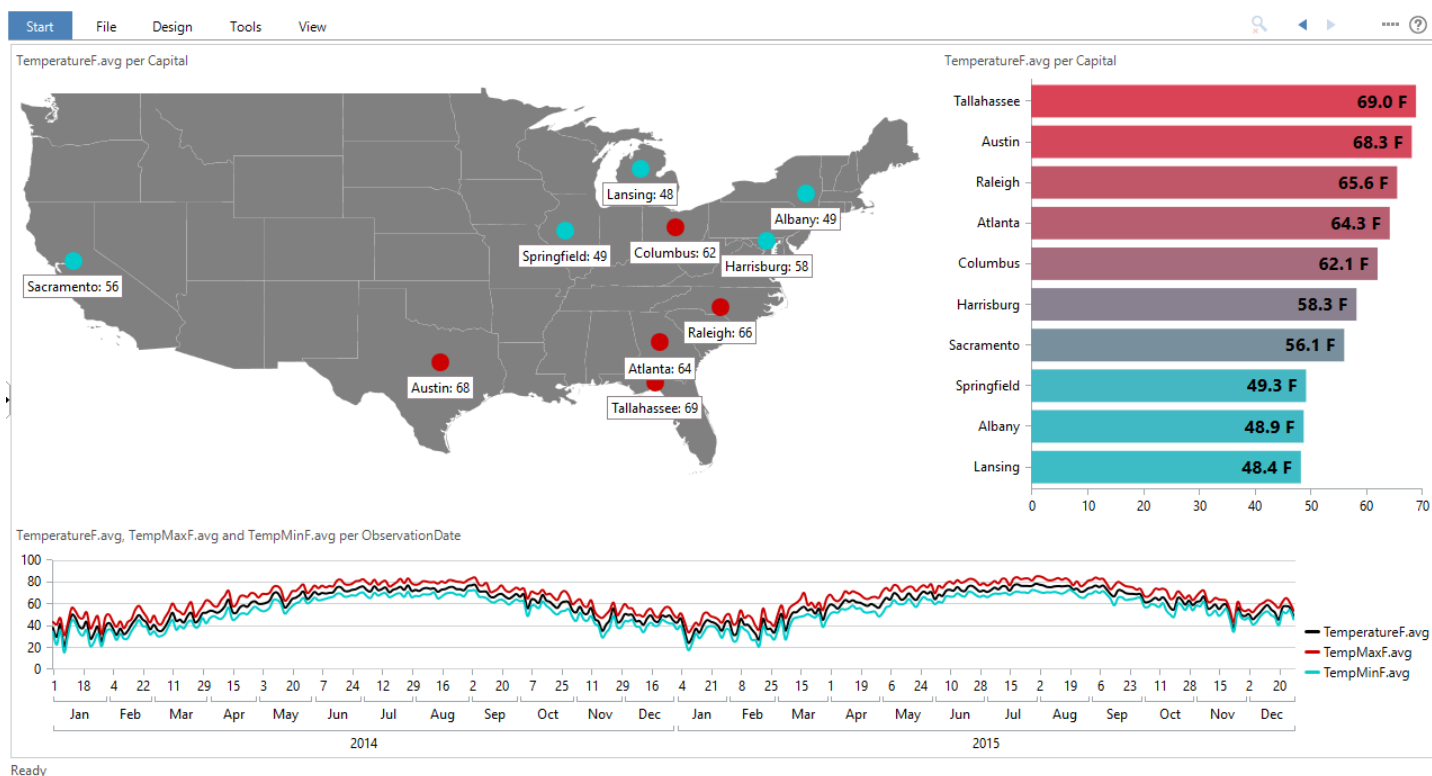 Start File Design Tools View
TemperatureF.avg per Capital
Lansing: 48
Albany: 49
Springfield: 49
Columbus: 62
Harrisburg: 58
Sacramento: 56
Raleigh: 66
Atlanta: 64
Austin: 68
Tallahassee: 69
TemperatureF.avg per Capital
Tallahassee 69.0 F
Austin 68.3 F
Raleigh 65.6 F
Atlanta 64.3 F
Columbus 62.1 F
Harrisburg 58.3 F
Sacramento 56.1 F
Springfield 49.3 F
Albany 48.9 F
Lansing 48.4 F
0 10 20 30 40 50 60 70
TemperatureF.avg, TempMaxF.avg and TempMinF.avg per ObservationDate
100
80
60
40
20
0
TemperatureF.avg
TempMaxF.avg
TempMinF.avg
1 18 4 22 11 29 15 3 20 7 24 12 29 16 2 20 7 25 11 29 16 4 21 8 25 15 1 19 6 24 10 28 15 2 19 6 23 11 28 15 2 20
Jan Feb Mar Apr May Jun Jul Aug Sep Oct Nov Dec Jan Feb Mar Apr May Jun Jul Aug Sep Oct Nov Dec
2014 2015
Ready